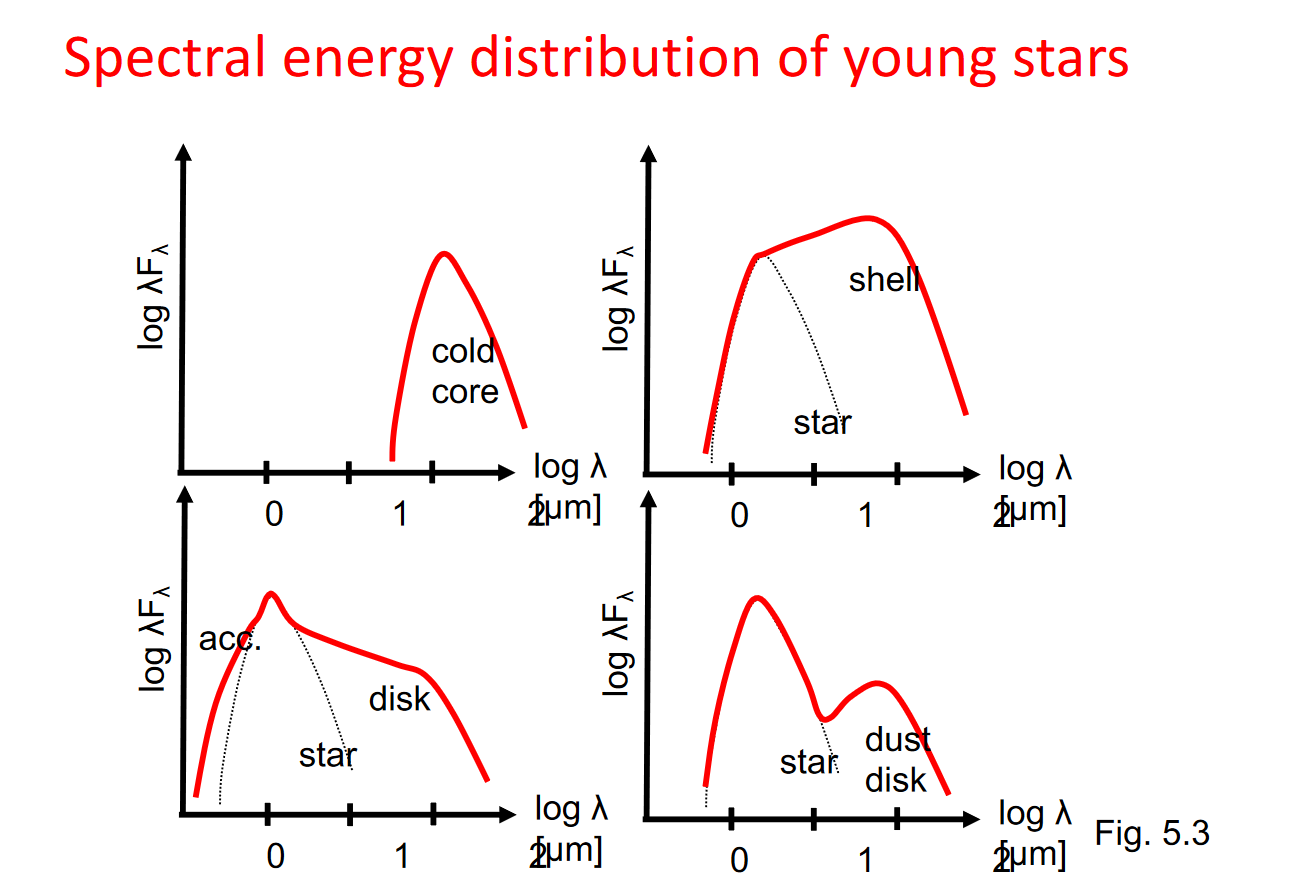 Spectral energy distribution of young stars
log λFλ
cold
core
log λ
[μm]
0 1 2
log λFλ
shell
star
log λ
[μm]
0 1 2
log λFλ
acc.
disk
star
log λ
[μm]
0 1 2
log λFλ
star
dust
disk
log λ
[μm]
0 1 2
Fig. 5.3